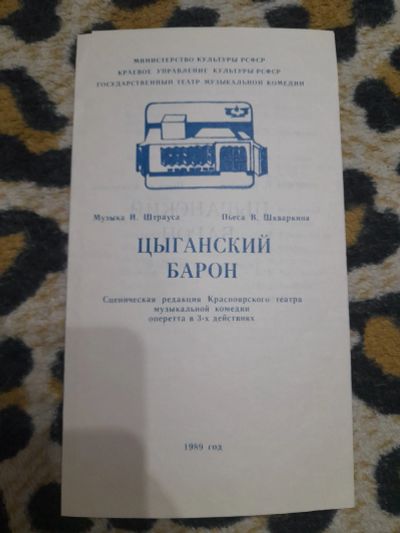 МИНИСТЕРСТВО КУЛЬТУРЫ РСФСР
КРАЕВОЕ УПРАВЛЕНИЕ КУЛЬТУРЫ РСФСР
ГОСУДАРСТВЕННЫЙ ТЕАТР МУЗЫКАЛЬНОЙ КОМЕДИИ
Музыка И. Штрауса Пьеса В. Шкваркина
ЦЫГАНСКИЙ
БАРОН
Сценическая редакция Красноярского театра
музыкальной комедии
оперетта в 3-х действиях
1989 год